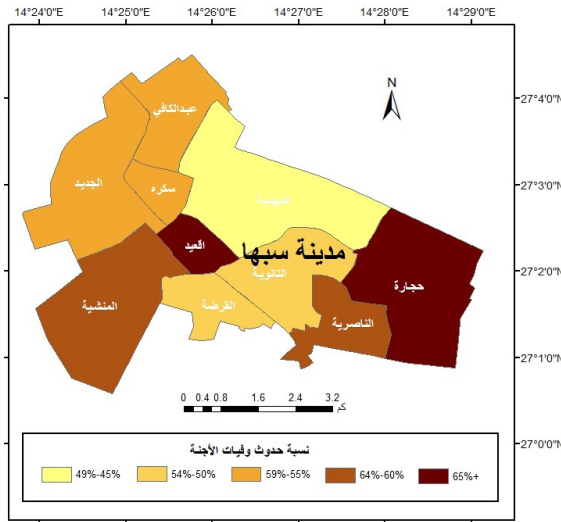 14°24'0"E 14°25'0"E 14°26'0"E 14°27'0"E 14°28'0"E 14°29'0"E
N
27°4'0"N
27°3'0"N
27°2'0"N
27°1'0"N
27°0'0"N
عبدالكافي
الجديد
سكره
المهدية
اقعيد
مدينة سبها
الثانوية
حجارة
المنشية
القرضة
الناصرية
0 0.4 0.8 1.6 2.4 3.2
كم
نسبة حدوث وفيات الأجنة
49%-45% 54%-50% 59%-55% 64%-60% 65%+